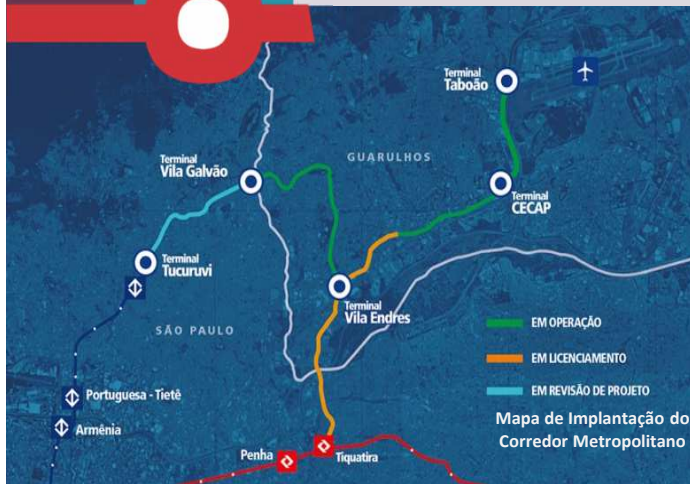 Terminal
Taboão
GUARULHOS
Terminal
Vila Galvão
Terminal
CECAP
Terminal
Tucuruvi
Terminal
Vila Endres
SÃO PAULO
EM OPERAÇÃO
EM LICENCIAMENTO
EM REVISÃO DE PROJETO
Portuguesa - Tietê
Armênia
Mapa de Implantação do
Corredor Metropolitano
Penha
Tiquatira